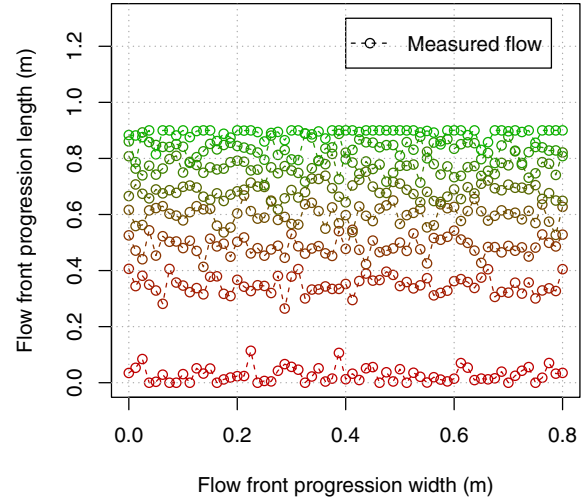 Measured flow
Flow front progression length (m)
1.2
1.0
0.8
0.6
0.4
0.2
0.0
0.0 0.2 0.4 0.6 0.8
Flow front progression width (m)